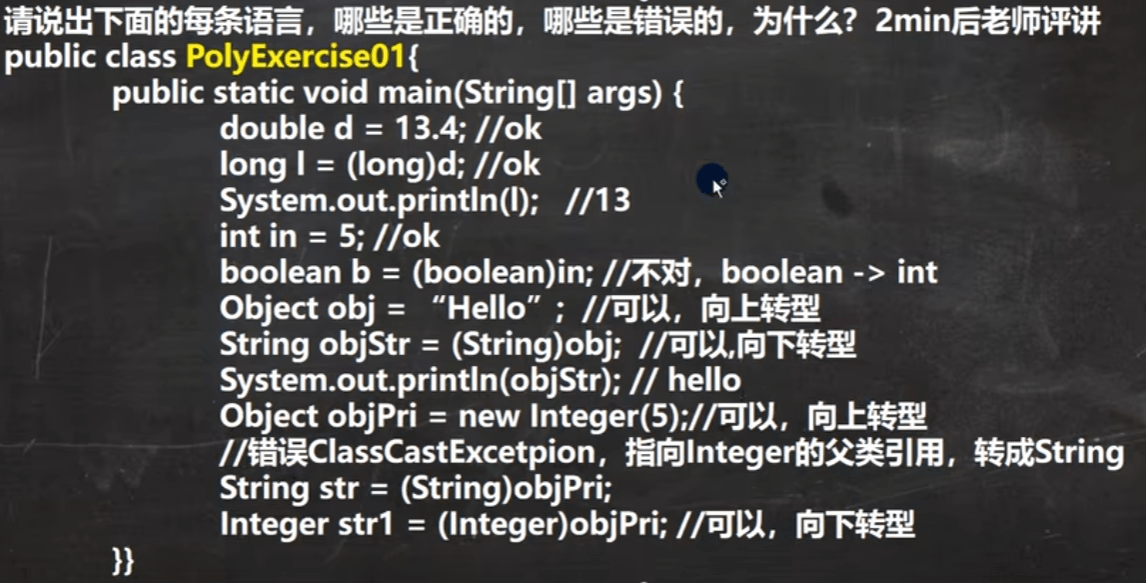 请说出下面的每条语言，哪些是正确的，哪些是错误的，为什么？2min后老师评讲
public class PolyExercise01{
public static void main(String[] args) {
double d = 13.4; //ok
long l = (long)d; //ok
System.out.println(l); //13
int in = 5; //ok
boolean b = (boolean)in; //不对，boolean -> int
Object obj = “Hello”; //可以，向上转型
String objStr = (String)obj; //可以,向下转型
System.out.println(objStr); // hello
Object objPri = new Integer(5);//可以，向上转型
//错误ClassCastExcetpion，指向Integer的父类引用，转成String
String str = (String)objPri;
Integer str1 = (Integer)objPri; //可以，向下转型
}}